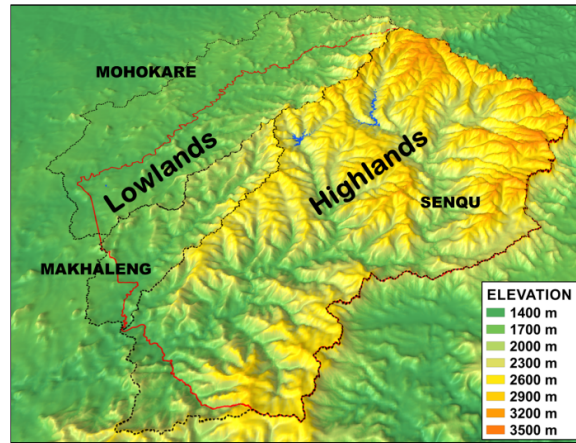 MOHOKARE
Lowlands
Highlands
SENQU
MAKHALENG
ELEVATION
1400 m
1700 m
2000 m
2300 m
2600 m
2900 m
3200 m
3500 m